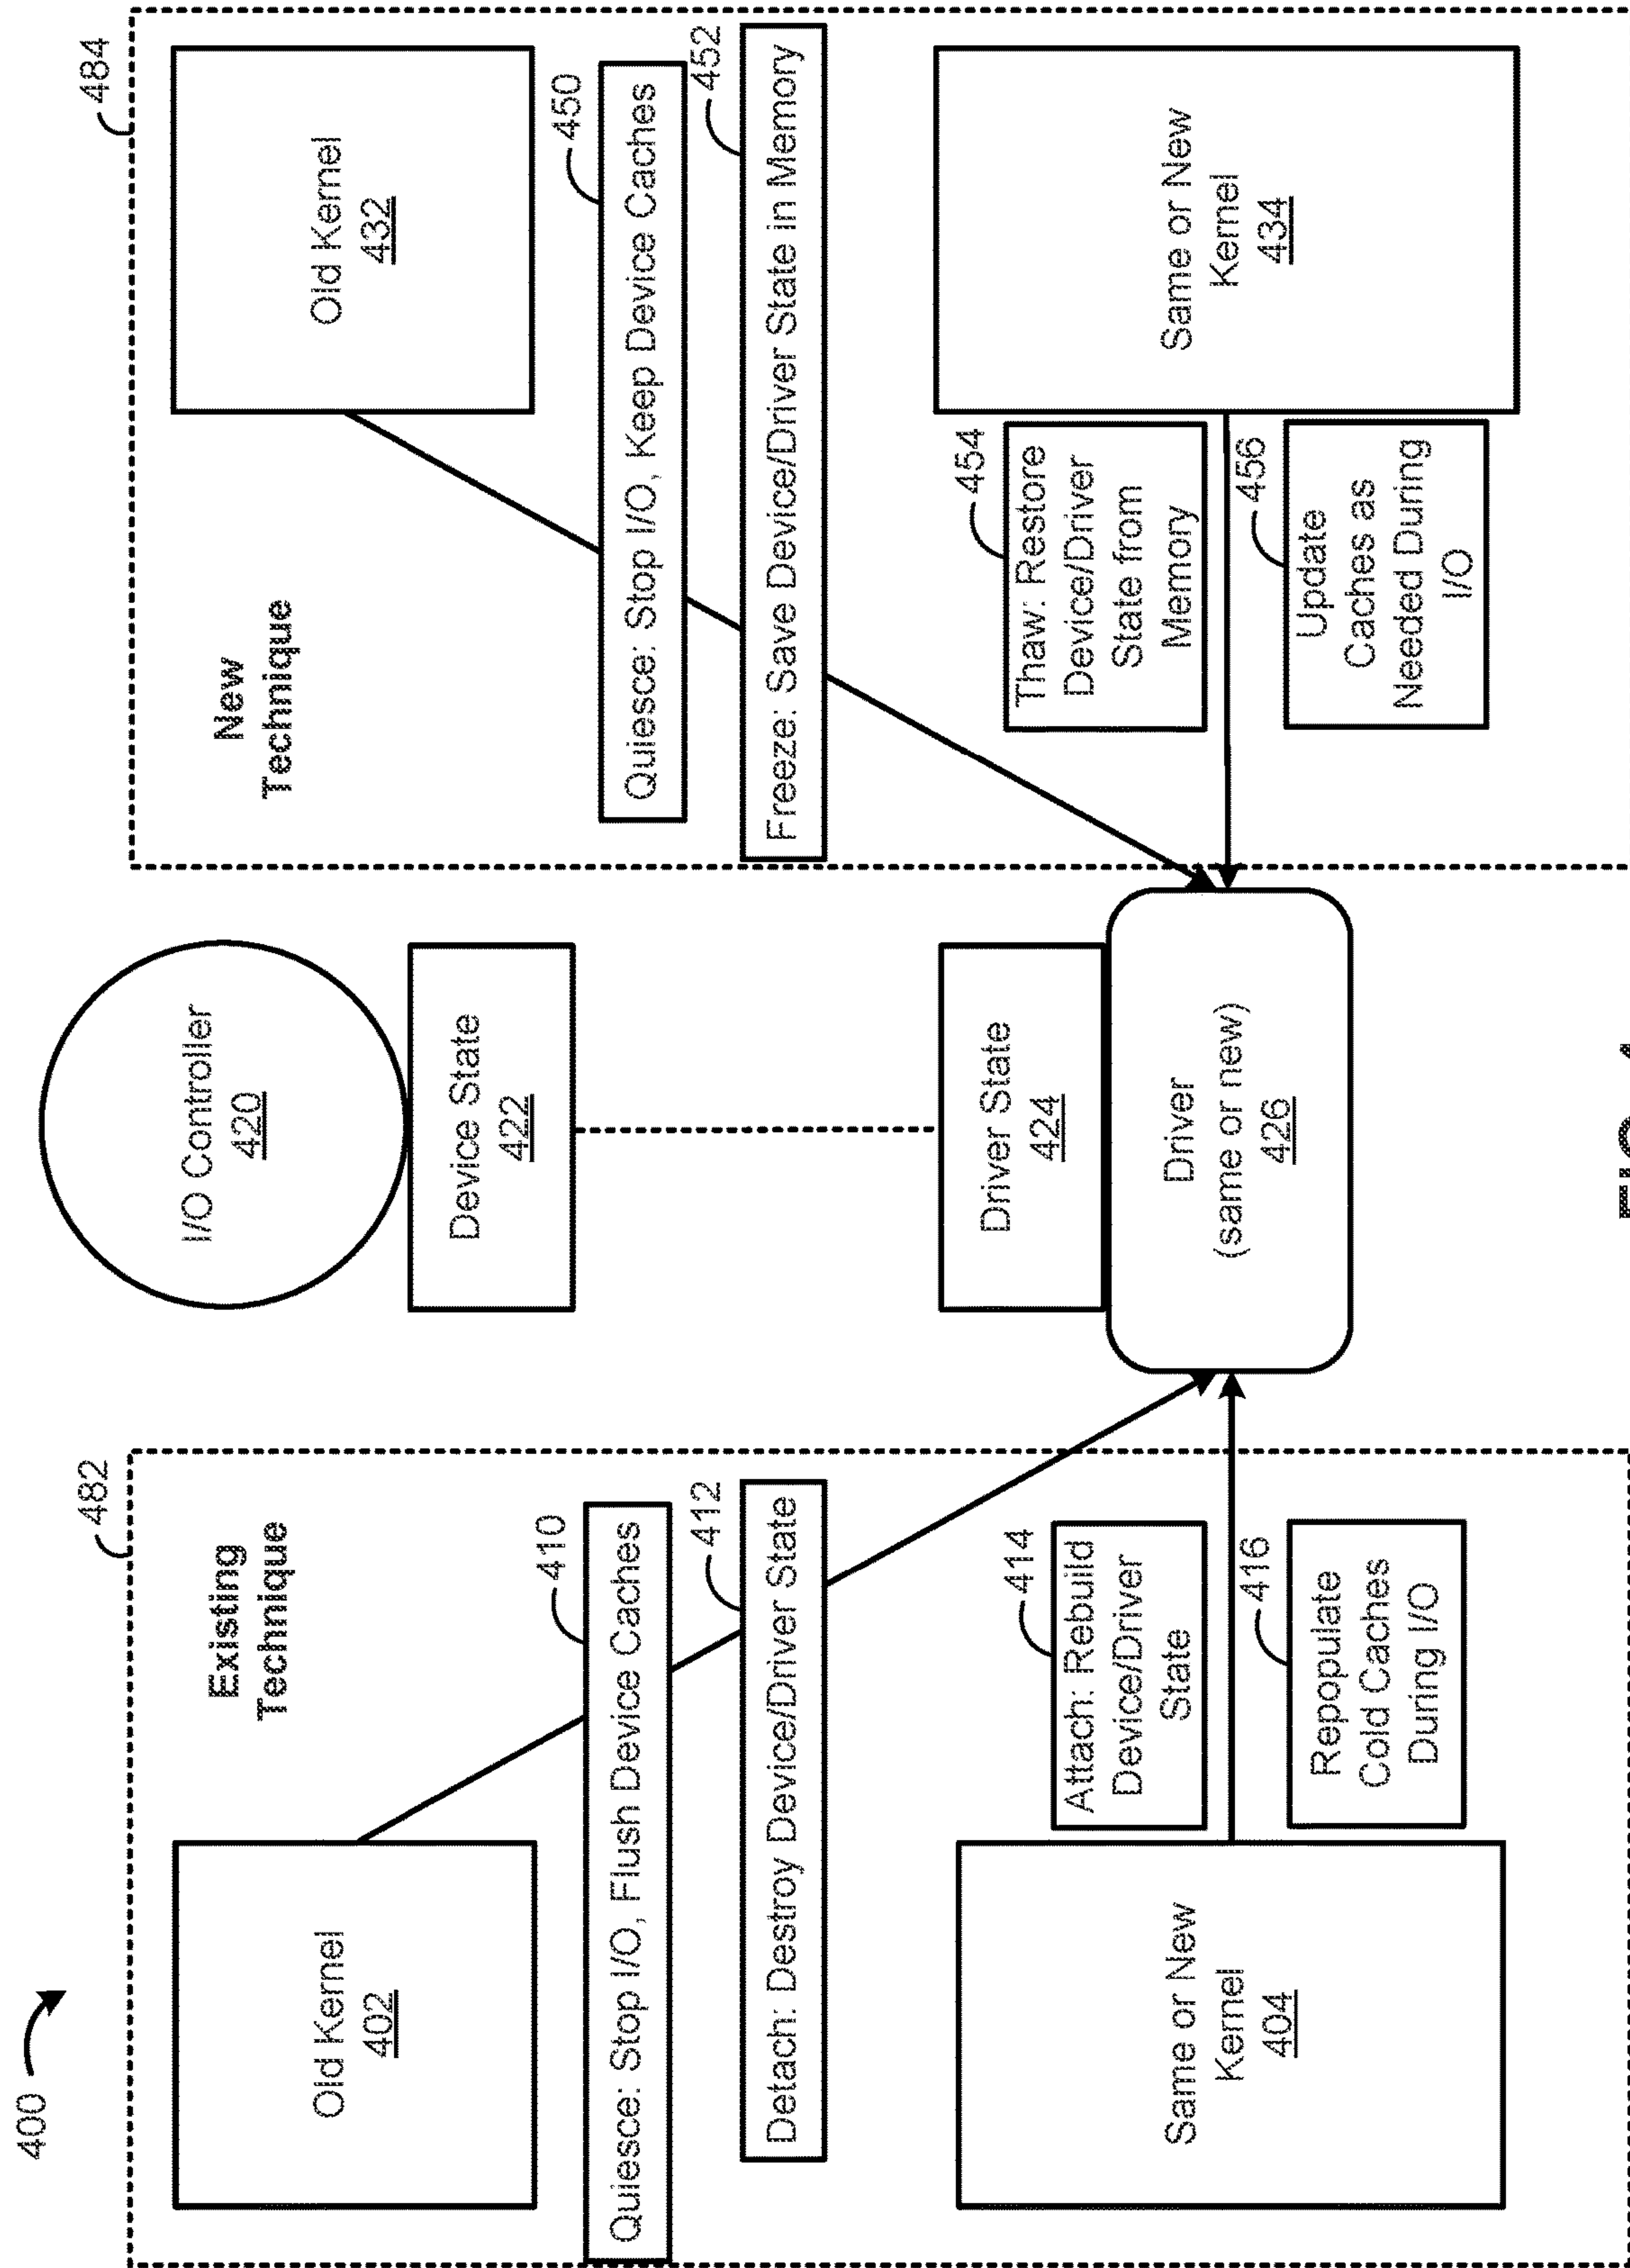 400
482
Existing
Technique
Old Kernel
402
410
Quiesce: Stop I/O, Flush Device Caches
412
Detach: Destroy Device/Driver State
414
Attach: Rebuild
Device/Driver
State
Same or New
Kernel
404
416
Repopulate
Cold Caches
During I/O
I/O Controller
420
Device State
422
Driver State
424
Driver
(same or new)
426
484
New
Technique
Old Kernel
432
450
Quiesce: Stop I/O, Keep Device Caches
452
Freeze: Save Device/Driver State in Memory
454
Thaw: Restore
Device/Driver
State from
Memory
Same or New
Kernel
434
456
Update
Caches as
Needed During
I/O